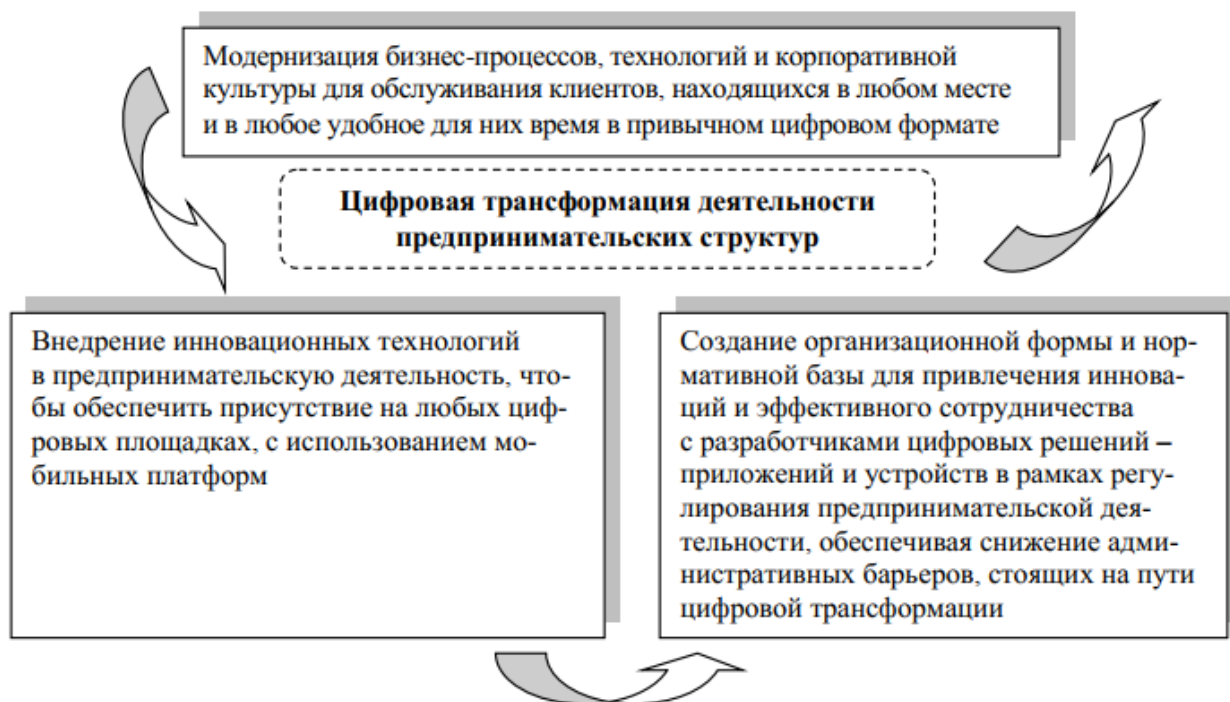 Модернизация бизнес-процессов, технологий и корпоративной
культуры для обслуживания клиентов, находящихся в любом месте
и в любое удобное для них время в привычном цифровом формате
Цифровая трансформация деятельности
предпринимательских структур
Внедрение инновационных технологий
в предпринимательскую деятельность, что-
бы обеспечить присутствие на любых циф-
ровых площадках, с использованием мо-
бильных платформ
Создание организационной формы и нор-
мативной базы для привлечения иннова-
ций и эффективного сотрудничества
с разработчиками цифровых решений –
приложений и устройств в рамках регу-
лирования предпринимательской дея-
тельности, обеспечивая снижение адми-
нистративных барьеров, стоящих на пути
цифровой трансформации